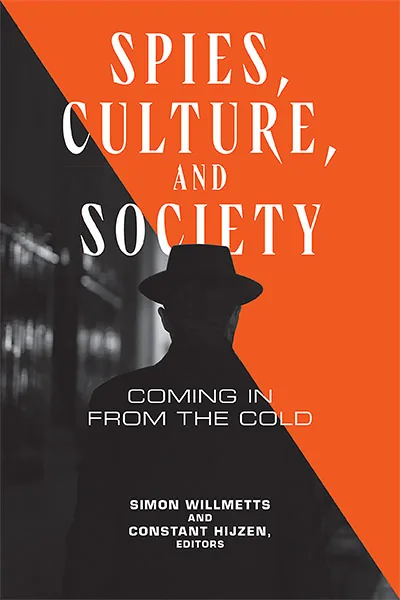 SPIES,
CULTURE,
AND
SOCIETY
COMING IN
FROM THE COLD
SIMON WILLMETTS
AND
CONSTANT HIJZEN,
EDITORS